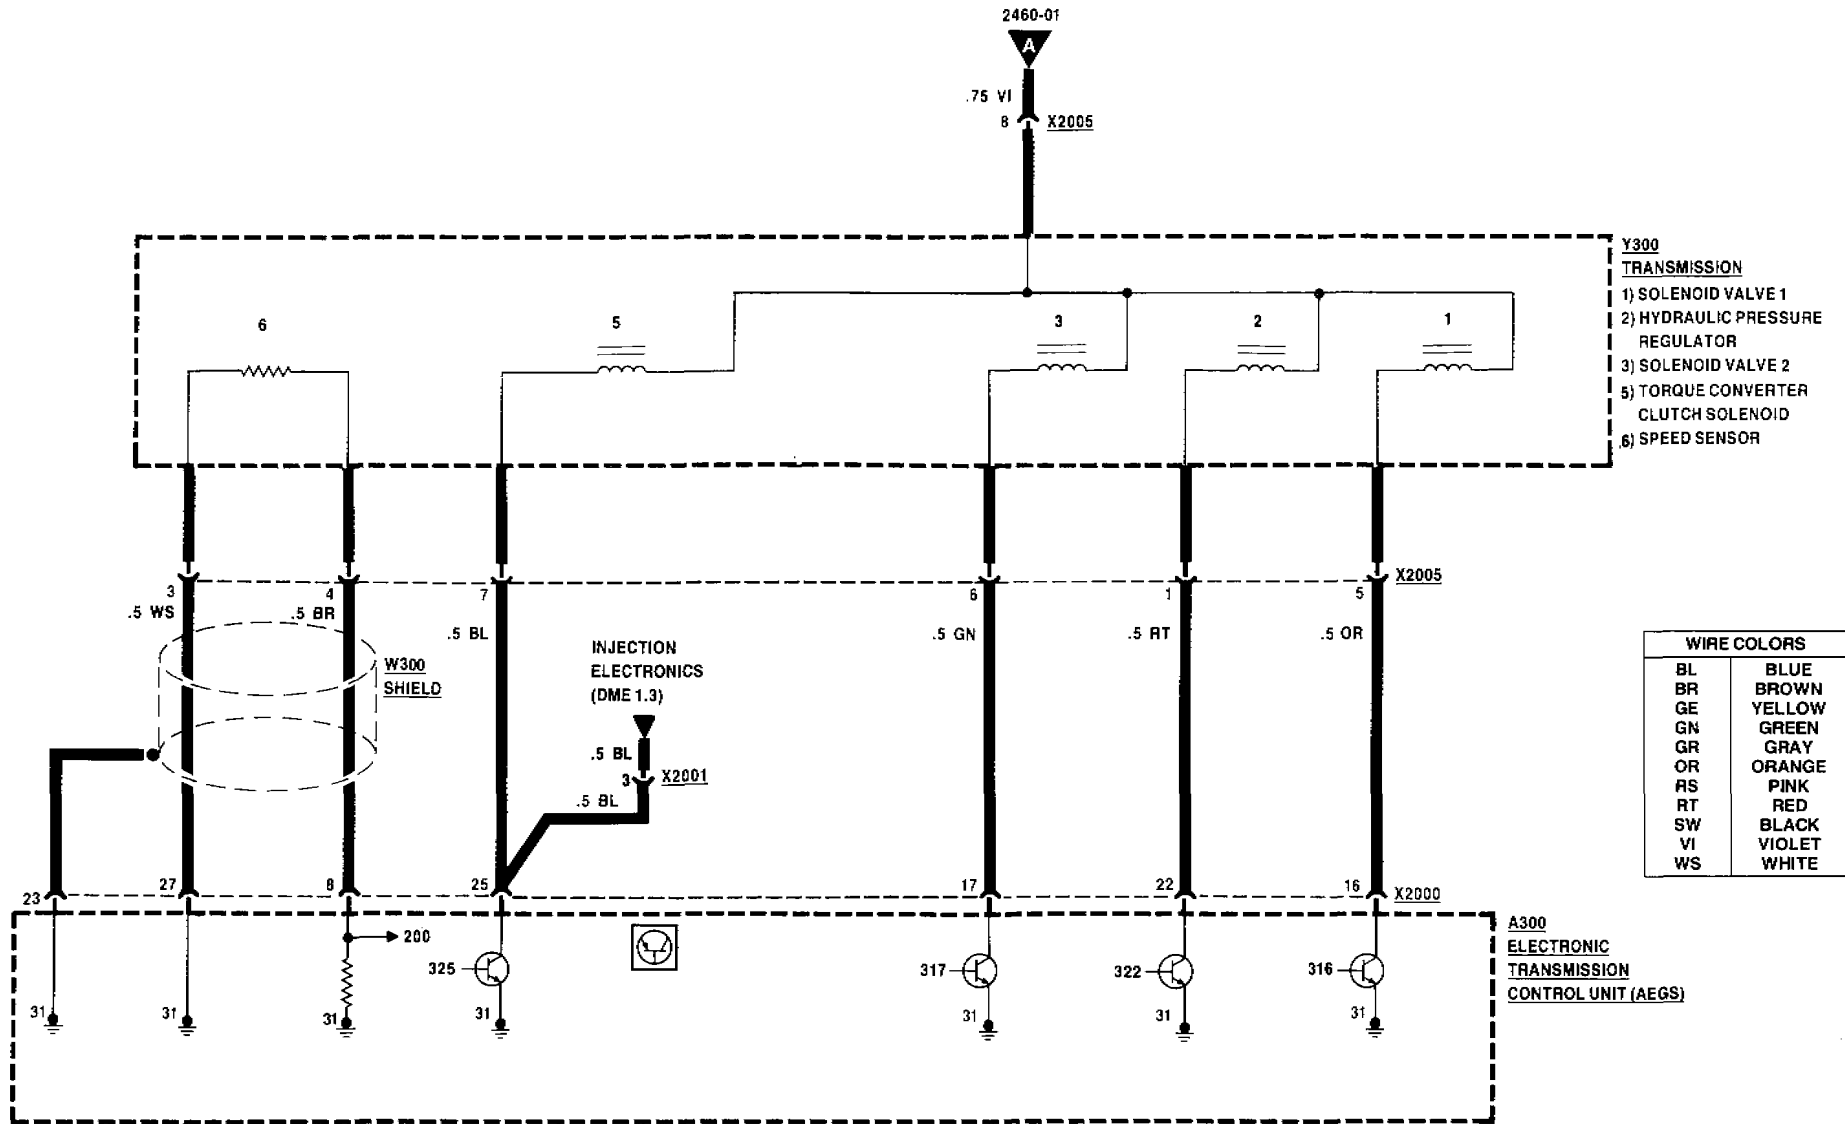 2460-01
A
.75 VI
8 X2005
Y300
TRANSMISSION
1) SOLENOID VALVE 1
2) HYDRAULIC PRESSURE
REGULATOR
3) SOLENOID VALVE 2
5) TORQUE CONVERTER
CLUTCH SOLENOID
6) SPEED SENSOR
6 5 3 2 1
3 4 7 6 1 5 X2005
.5 WS .5 BR
.5 BL .5 GN .5 RT .5 OR
INJECTION
ELECTRONICS
(DME 1.3)
W300
SHIELD
.5 BL
3 X2001
.5 BL
WIRE COLORS
BL BLUE
BR BROWN
GE YELLOW
GN GREEN
GR GRAY
OR ORANGE
RS PINK
RT RED
SW BLACK
VI VIOLET
WS WHITE
23 27 8 25 17 22 16 X2000
A300
ELECTRONIC
TRANSMISSION
CONTROL UNIT (AEGS)
200
325 317 322 316
31 31 31 31 31 31 31